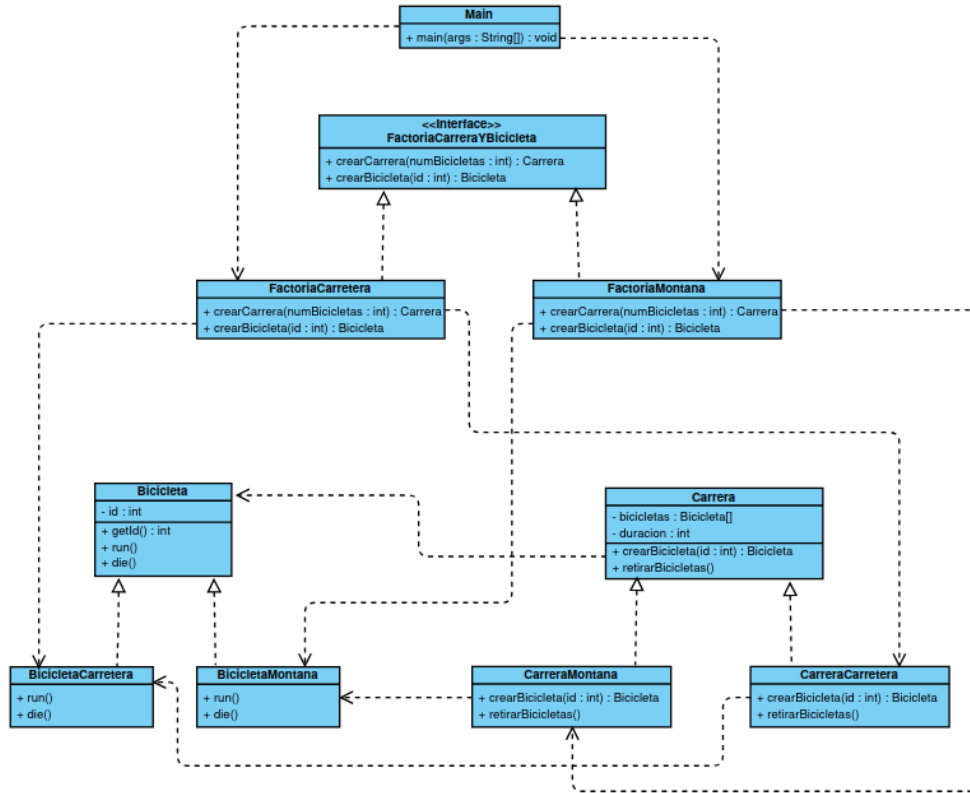 Main
+ main(args : String[]) : void
<<Interface>>
FactoriaCarreraYBicicleta
+ crearCarrera(numBicicletas : int) : Carrera
+ crearBicicleta(id : int) : Bicicleta
FactoriaCarretera
+ crearCarrera(numBicicletas : int) : Carrera
+ crearBicicleta(id : int) : Bicicleta
FactoriaMontana
+ crearCarrera(numBicicletas : int) : Carrera
+ crearBicicleta(id : int) : Bicicleta
Bicicleta
- id : int
+ getId() : int
+ run()
+ die()
Carrera
- bicicletas : Bicicleta[]
- duracion : int
+ crearBicicleta(id : int) : Bicicleta
+ retirarBicicletas()
BicicletaCarretera
+ run()
+ die()
BicicletaMontana
+ run()
+ die()
CarreraMontana
+ crearBicicleta(id : int) : Bicicleta
+ retirarBicicletas()
CarreraCarretera
+ crearBicicleta(id : int) : Bicicleta
+ retirarBicicletas()